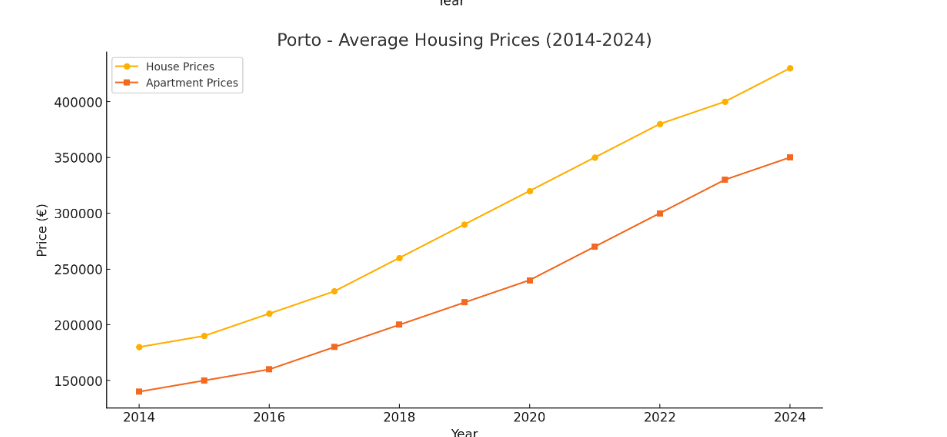 Year
Porto - Average Housing Prices (2014-2024)
House Prices
Apartment Prices
400000
350000
300000
250000
200000
150000
Price (€)
2014 2016 2018 2020 2022 2024
Year